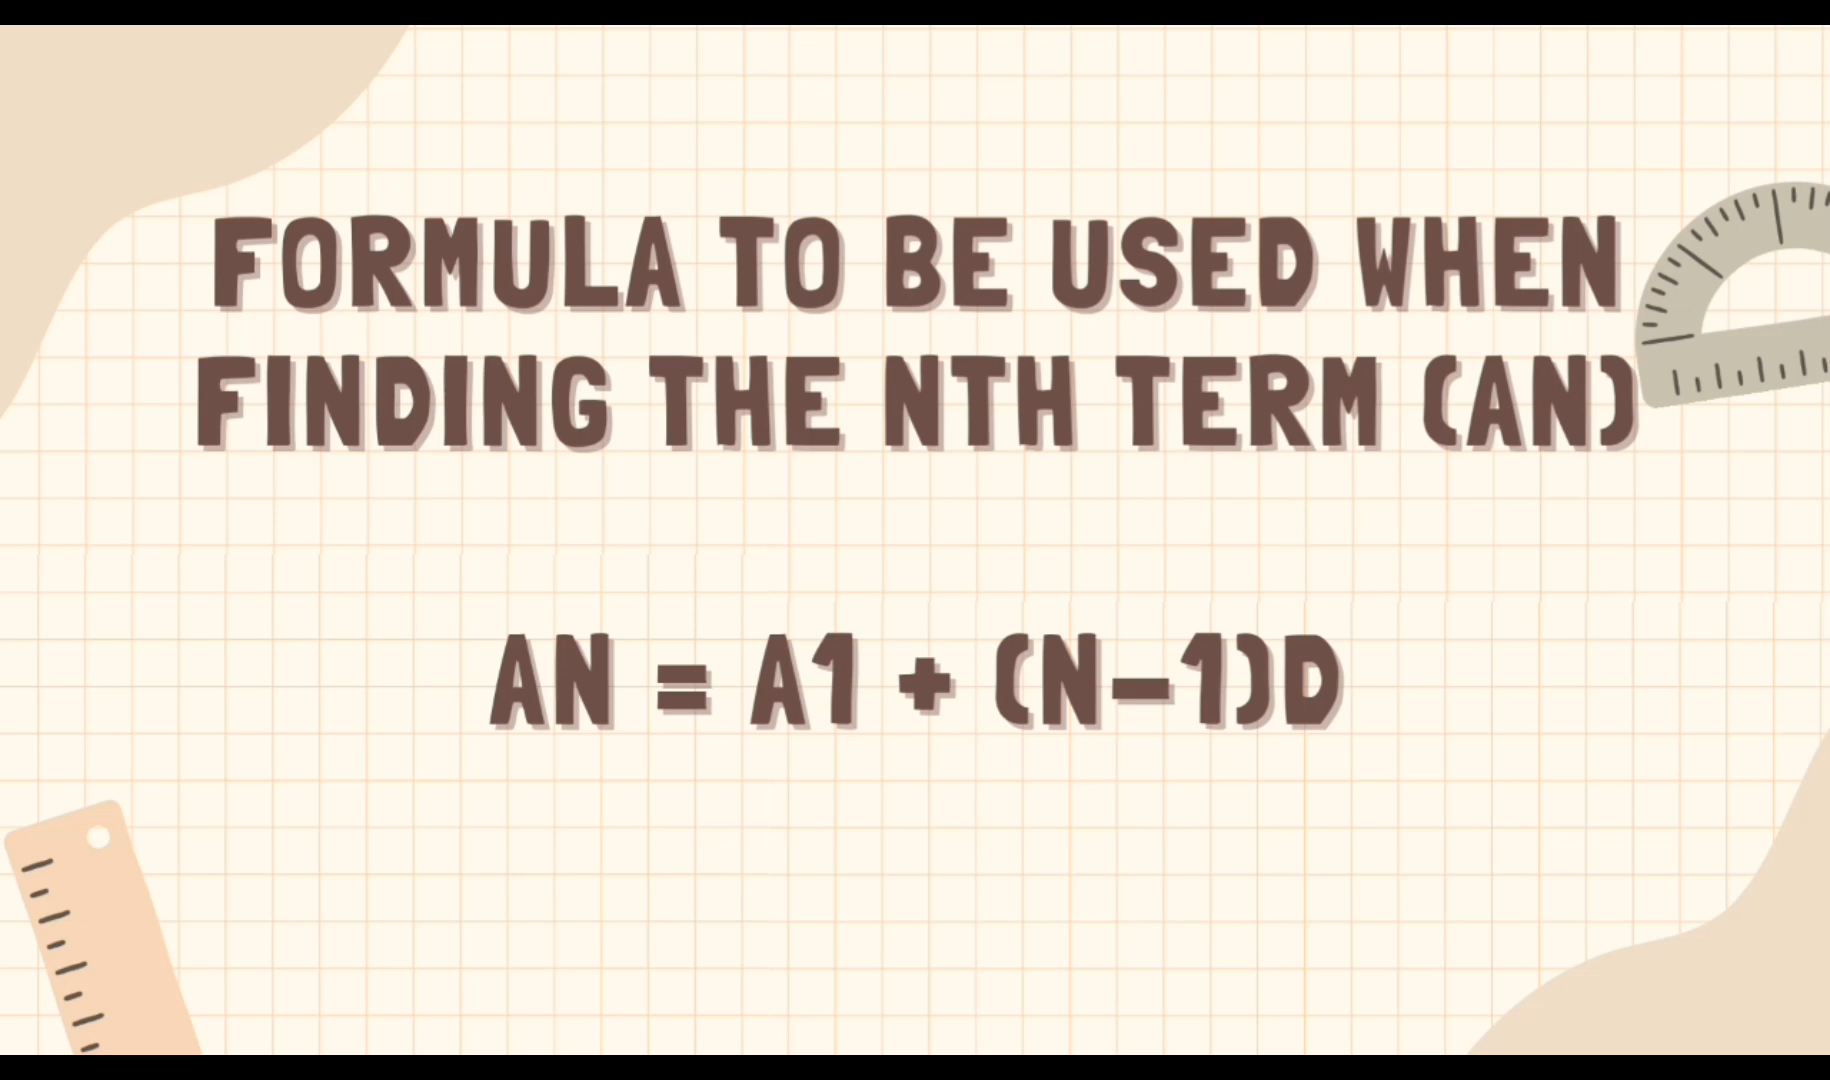 FORMULA TO BE USED WHEN
FINDING THE NTH TERM (AN)
AN = A1 + (N-1)D